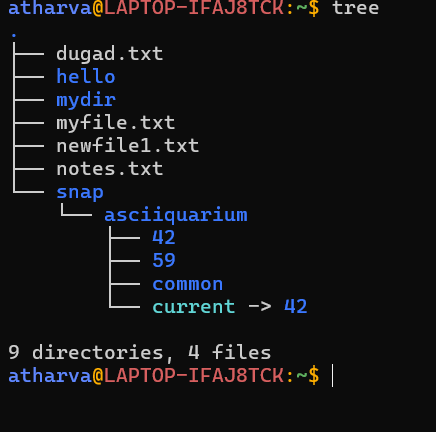 atharva@LAPTOP-IFAJ8TCK:~$ tree
.
├── dugad.txt
├── hello
├── mydir
├── myfile.txt
├── newfile1.txt
├── notes.txt
└── snap
    └── asciiquarium
        ├── 42
        ├── 59
        ├── common
        └── current -> 42
9 directories, 4 files
atharva@LAPTOP-IFAJ8TCK:~$